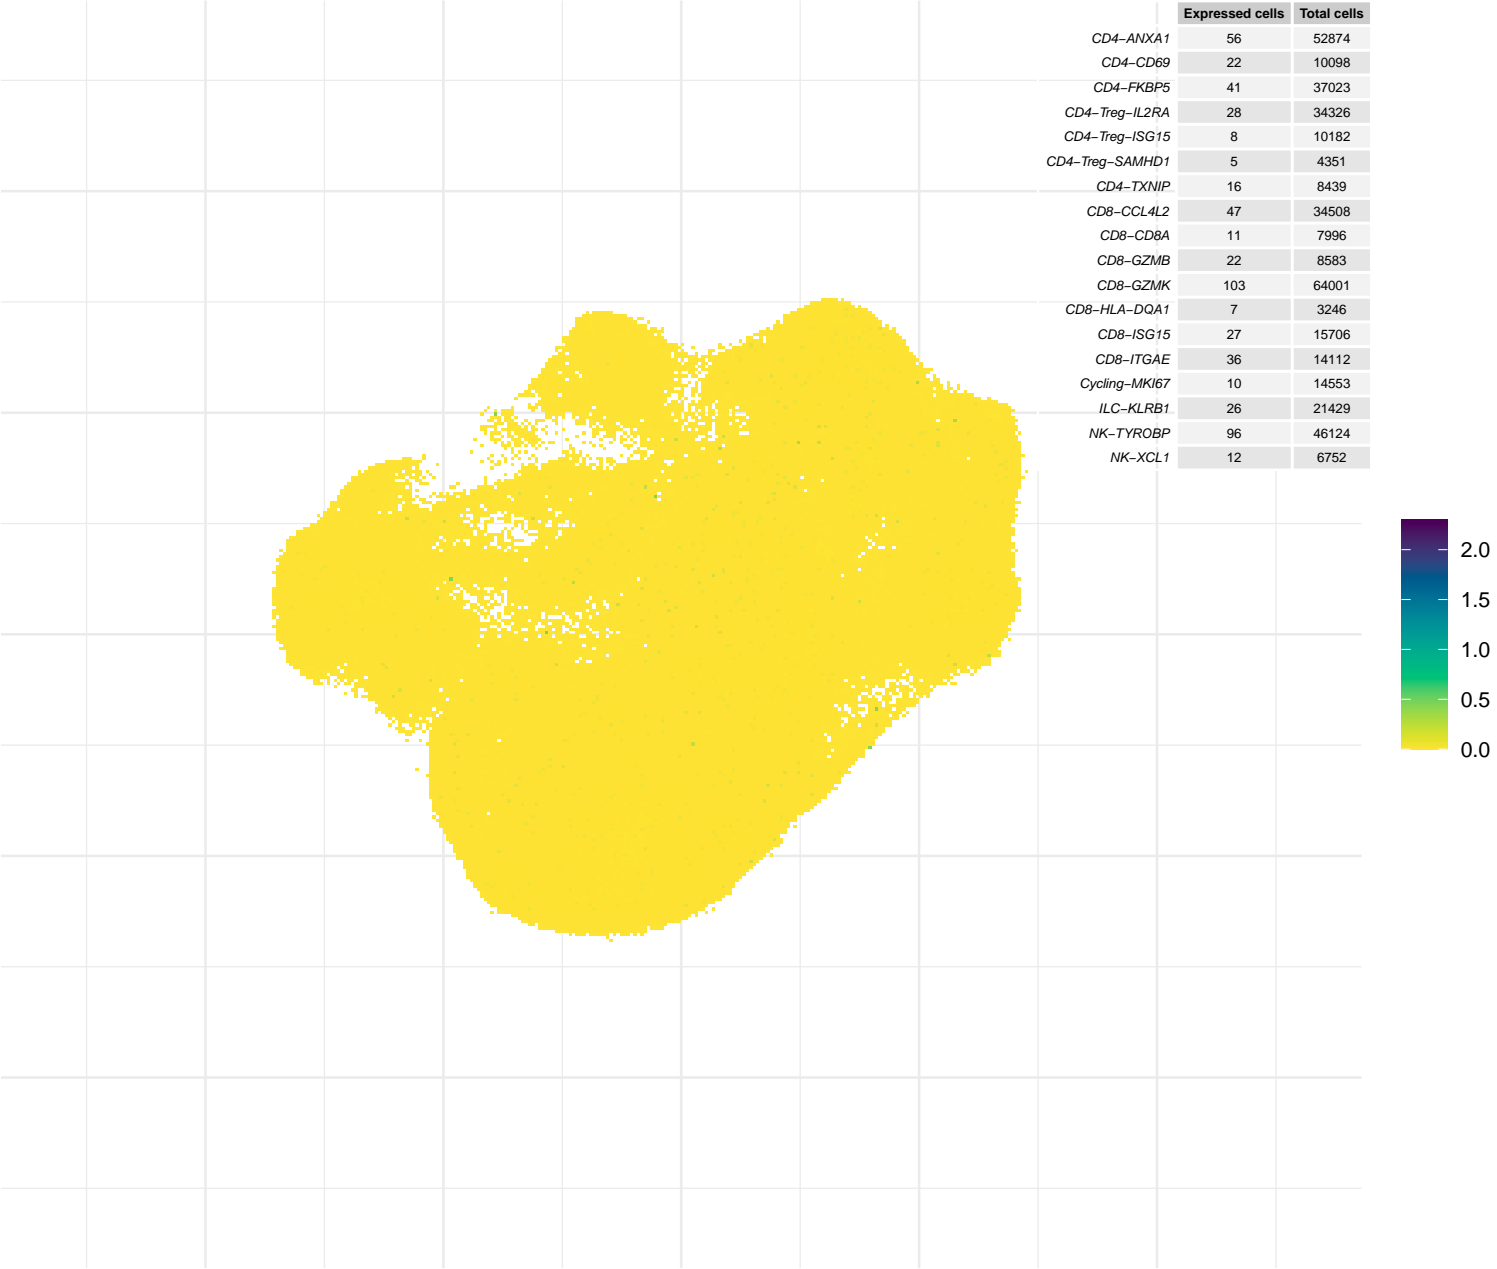 Expressed cells Total cells
CD4−ANXA1 56 52874
CD4−CD69 22 10098
CD4−FKBP5 41 37023
CD4−Treg−IL2RA 28 34326
CD4−Treg−ISG15 8 10182
CD4−Treg−SAMHD1 5 4351
CD4−TXNIP 16 8439
CD8−CCL4L2 47 34508
CD8−CD8A 11 7996
CD8−GZMB 22 8583
CD8−GZMK 103 64001
CD8−HLA−DQA1 7 3246
CD8−ISG15 27 15706
CD8−ITGAE 36 14112
Cycling−MKI67 10 14553
ILC−KLRB1 26 21429
NK−TYROBP 96 46124
NK−XCL1 12 6752
2.0
1.5
1.0
0.5
0.0